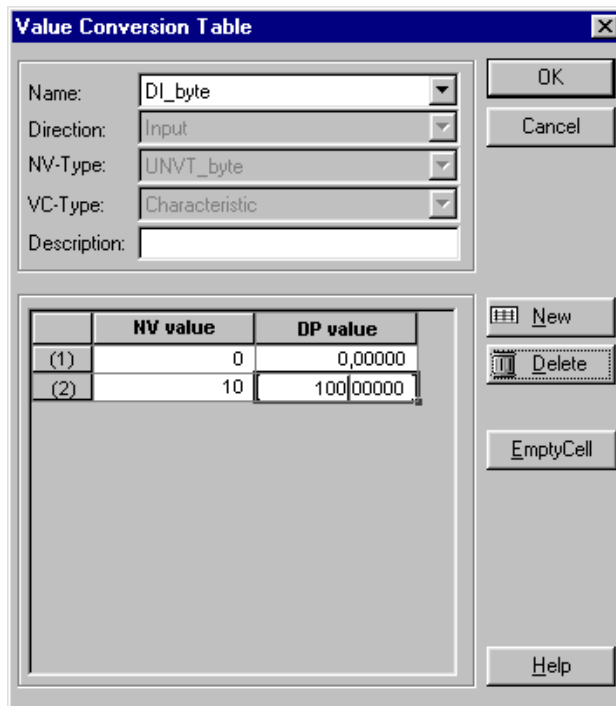 Value Conversion Table
Name: DI_byte
OK
Direction: Input
Cancel
NV-Type: UNVT_byte
VC-Type: Characteristic
Description:
NV value DP value
New
(1) 0 0,00000
(2) 10 100 00000
Delete
EmptyCell
Help